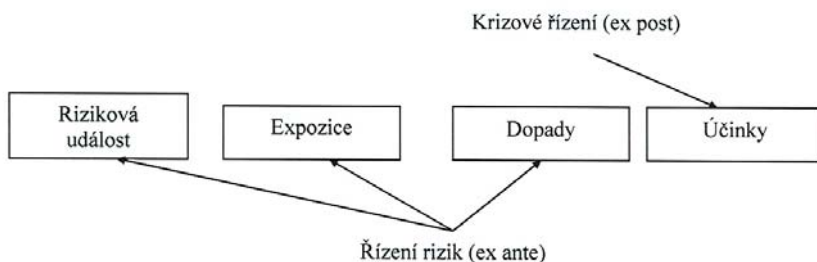 Krizové řízení (ex post)
Riziková
událost
Expozice
Dopady
Účinky
Řízení rizik (ex ante)